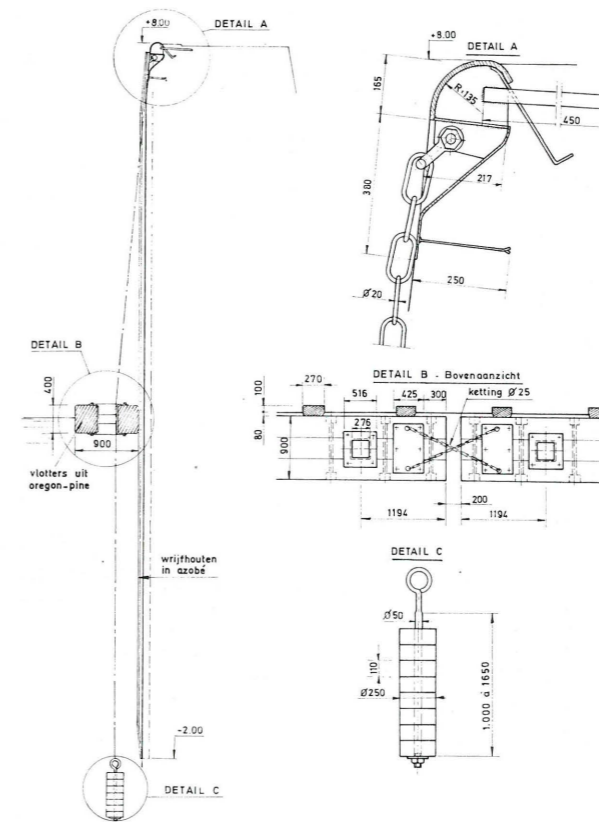 +8.00
DETAIL A
DETAIL B
400
900
vlotters uit
oregon-pine
wrijfhouten
in azobé
-2.00
DETAIL C
+8.00
DETAIL A
165
R=135
450
380
217
250
Ø20
DETAIL B - Bovenaanzicht
ketting Ø25
100
270
516
425
300
80
900
276
200
1194
1194
DETAIL C
Ø50
110
Ø250
1.000 à 1650